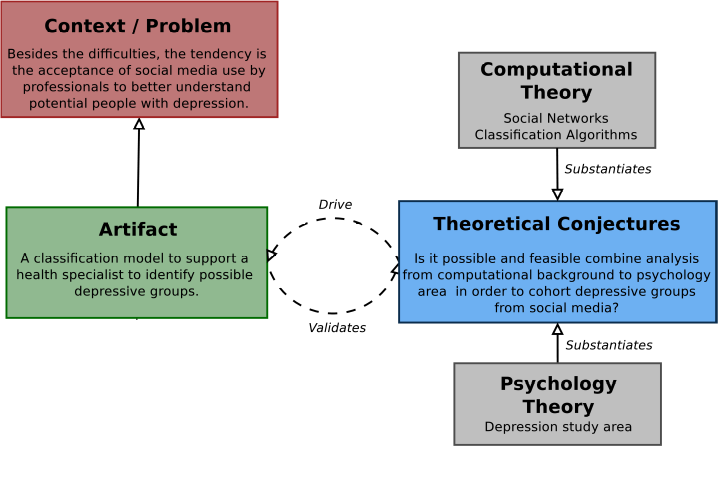 Context / Problem
Besides the difficulties, the tendency is
the acceptance of social media use by
professionals to better understand
potential people with depression.
Computational
Theory
Social Networks
Classification Algorithms
Substantiates
Drive
Artifact
A classification model to support a
health specialist to identify possible
depressive groups.
Theoretical Conjectures
Is it possible and feasible combine analysis
from computational background to psychology
area  in order to cohort depressive groups
from social media?
Validates
Substantiates
Psychology
Theory
Depression study area